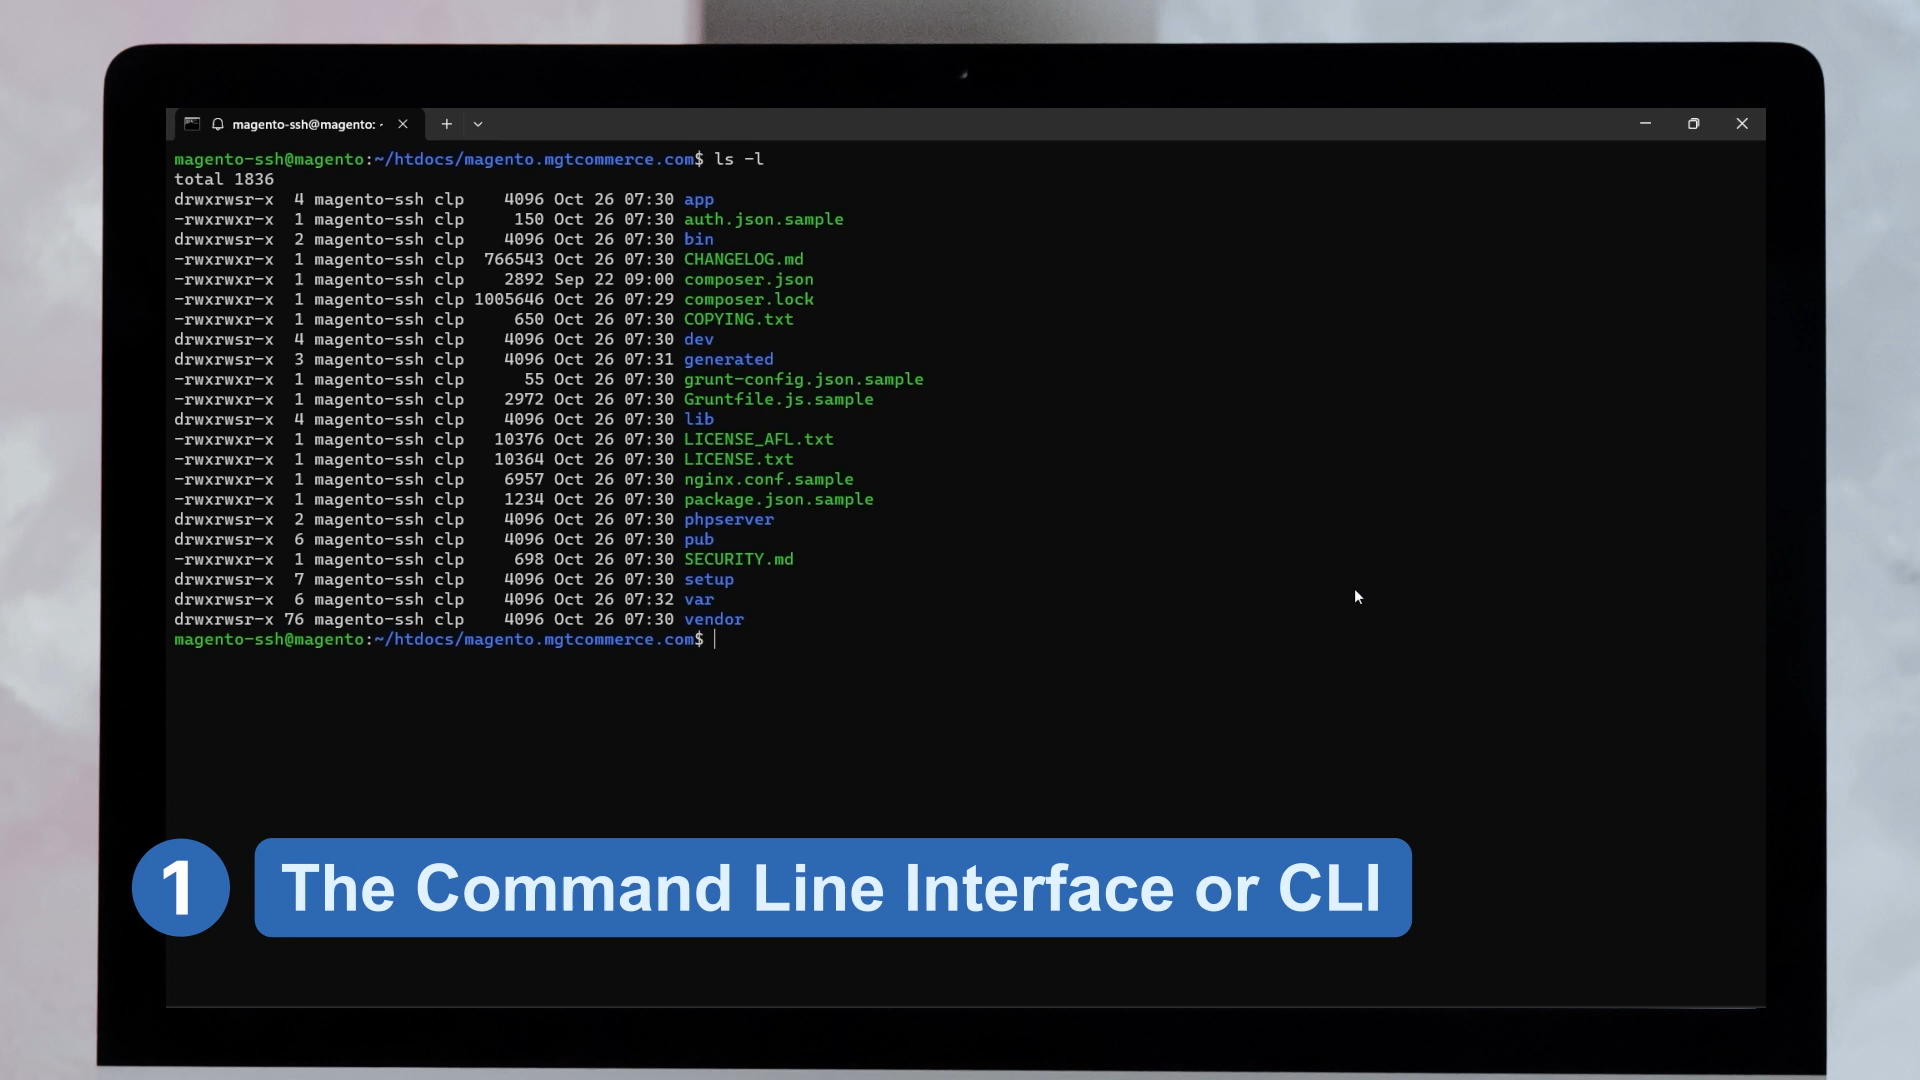 magento-ssh@magento: -
magento-ssh@magento:~/htdocs/magento.mgtcommerce.com$ ls -l
total 1836
drwxrwsr-x  4 magento-ssh clp    4096 Oct 26 07:30 app
-rwxrwxr-x  1 magento-ssh clp     150 Oct 26 07:30 auth.json.sample
drwxrwsr-x  2 magento-ssh clp    4096 Oct 26 07:30 bin
-rwxrwxr-x  1 magento-ssh clp  766543 Oct 26 07:30 CHANGELOG.md
-rwxrwxr-x  1 magento-ssh clp    2892 Sep 22 09:00 composer.json
-rwxrwxr-x  1 magento-ssh clp 1005646 Oct 26 07:29 composer.lock
-rwxrwxr-x  1 magento-ssh clp     650 Oct 26 07:30 COPYING.txt
drwxrwsr-x  4 magento-ssh clp    4096 Oct 26 07:30 dev
drwxrwsr-x  3 magento-ssh clp    4096 Oct 26 07:31 generated
-rwxrwxr-x  1 magento-ssh clp      55 Oct 26 07:30 grunt-config.json.sample
-rwxrwxr-x  1 magento-ssh clp    2972 Oct 26 07:30 Gruntfile.js.sample
drwxrwsr-x  4 magento-ssh clp    4096 Oct 26 07:30 lib
-rwxrwxr-x  1 magento-ssh clp   10376 Oct 26 07:30 LICENSE_AFL.txt
-rwxrwxr-x  1 magento-ssh clp   10364 Oct 26 07:30 LICENSE.txt
-rwxrwxr-x  1 magento-ssh clp    6957 Oct 26 07:30 nginx.conf.sample
-rwxrwxr-x  1 magento-ssh clp    1234 Oct 26 07:30 package.json.sample
drwxrwsr-x  2 magento-ssh clp    4096 Oct 26 07:30 phpserver
drwxrwsr-x  6 magento-ssh clp    4096 Oct 26 07:30 pub
-rwxrwxr-x  1 magento-ssh clp     698 Oct 26 07:30 SECURITY.md
drwxrwsr-x  7 magento-ssh clp    4096 Oct 26 07:30 setup
drwxrwsr-x  6 magento-ssh clp    4096 Oct 26 07:32 var
drwxrwsr-x 76 magento-ssh clp    4096 Oct 26 07:30 vendor
magento-ssh@magento:~/htdocs/magento.mgtcommerce.com$
1 The Command Line Interface or CLI